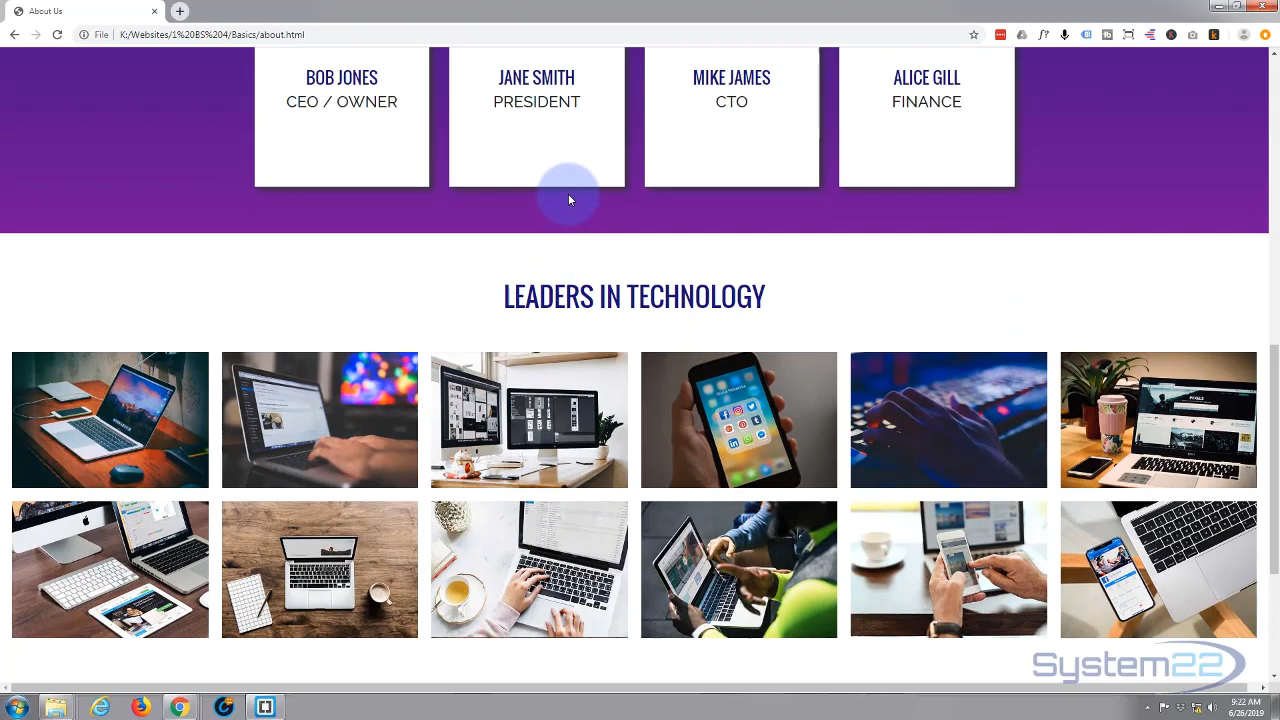 About Us
File
K:/Websites/1%20BS%204/Basics/about.html
BOB JONES
CEO / OWNER
JANE SMITH
PRESIDENT
MIKE JAMES
CTO
ALICE GILL
FINANCE
LEADERS IN TECHNOLOGY
System22
9:22 AM
6/26/2019